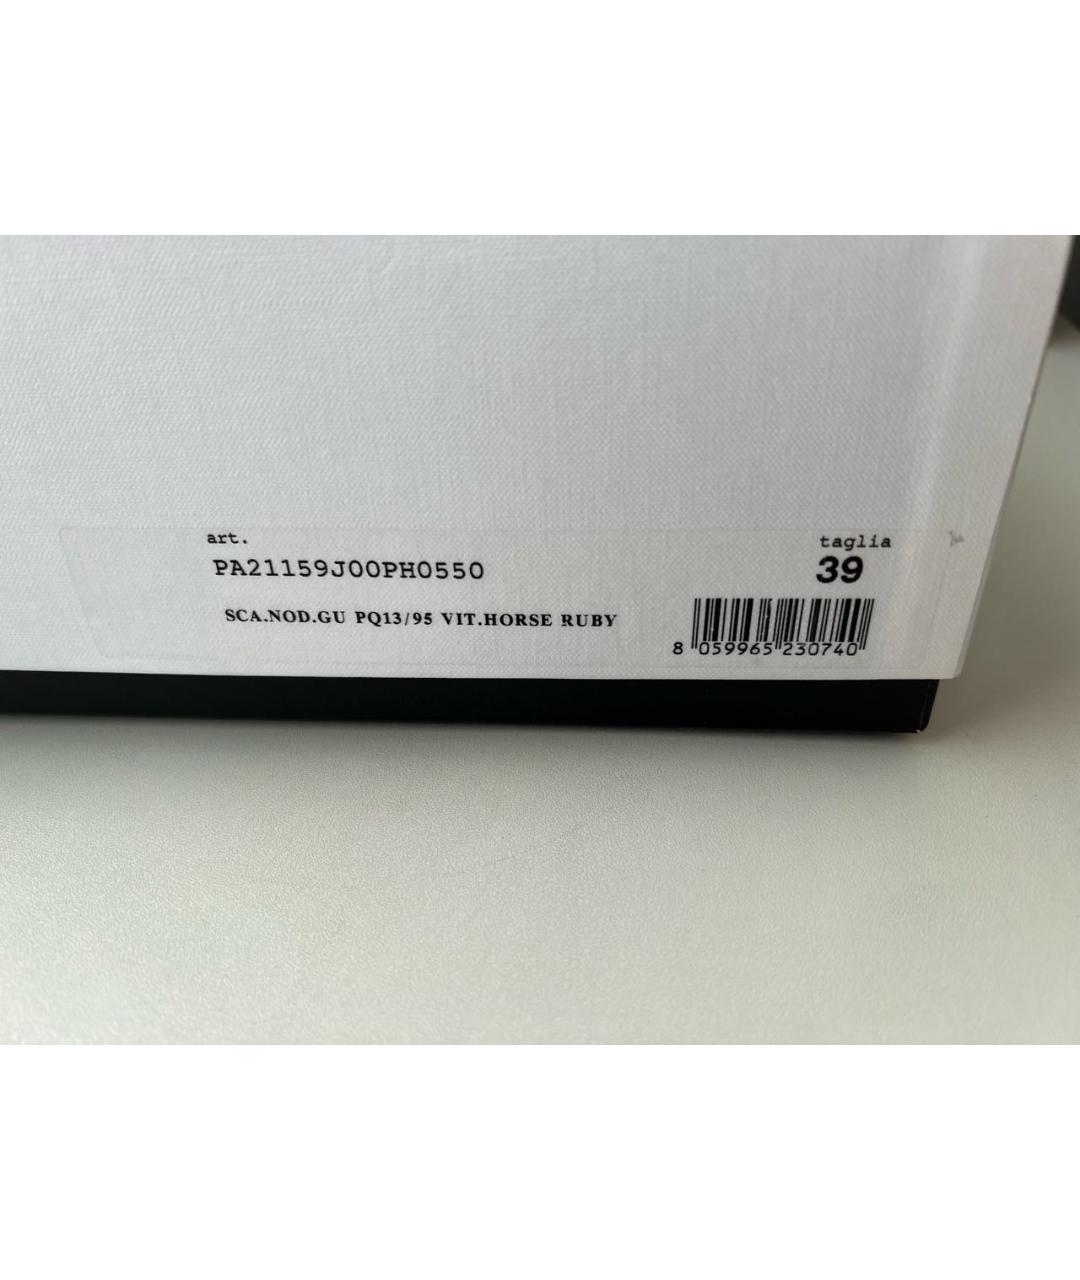 art.
PA21159J00PH0550
SCA.NOD.GU PQ13/95 VIT.HORSE RUBY
taglia
39
8 059965 230740